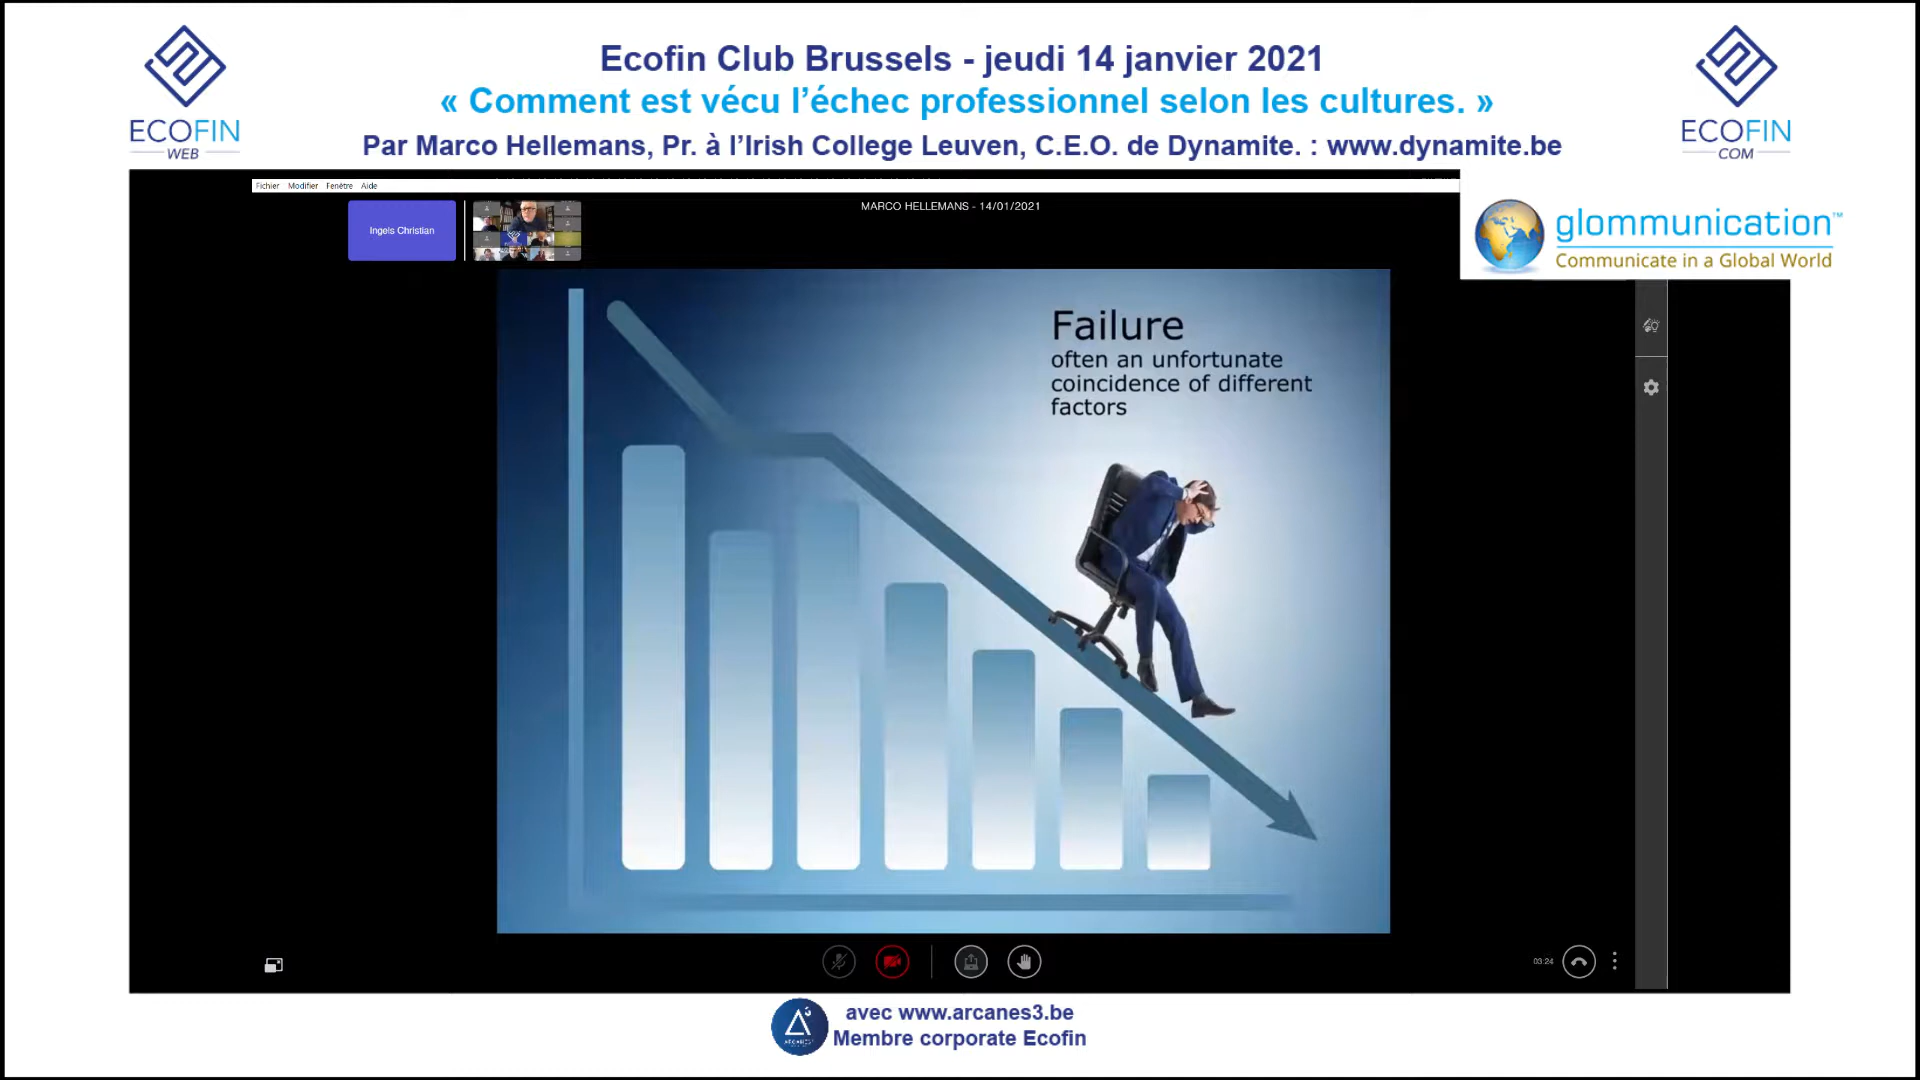 Ecofin Club Brussels - jeudi 14 janvier 2021
« Comment est vécu l’échec professionnel selon les cultures. »
Par Marco Hellemans, Pr. à l’Irish College Leuven, C.E.O. de Dynamite. : www.dynamite.be
ECOFIN
WEB
ECOFIN
COM
Fichier Modifier Fenêtre Aide
Ingels Christian
MARCO HELLEMANS - 14/01/2021
glommunication™
Communicate in a Global World
Failure
often an unfortunate
coincidence of different
factors
03:24
avec www.arcanes3.be
Membre corporate Ecofin